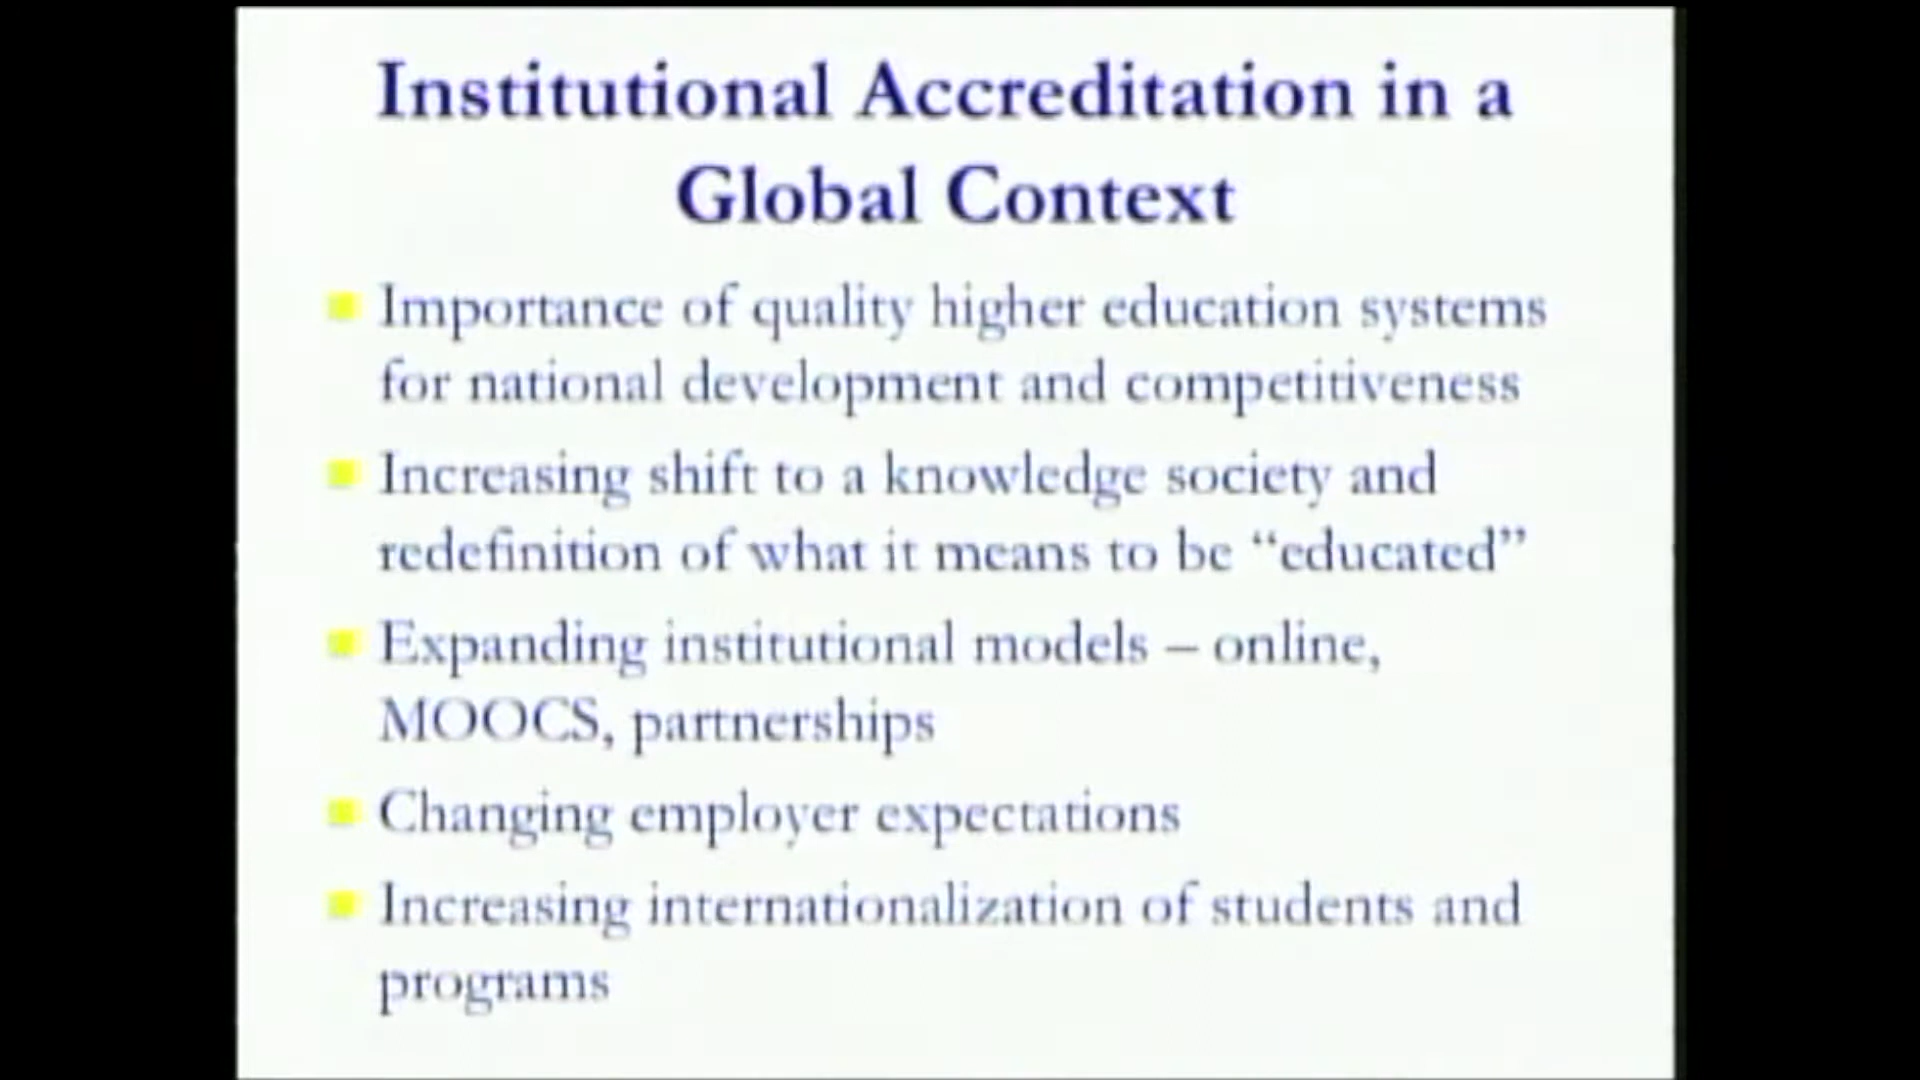 Institutional Accreditation in a
Global Context
Importance of quality higher education systems
for national development and competitiveness
Increasing shift to a knowledge society and
redefinition of what it means to be “educated”
Expanding institutional models – online,
MOOCS, partnerships
Changing employer expectations
Increasing internationalization of students and
programs